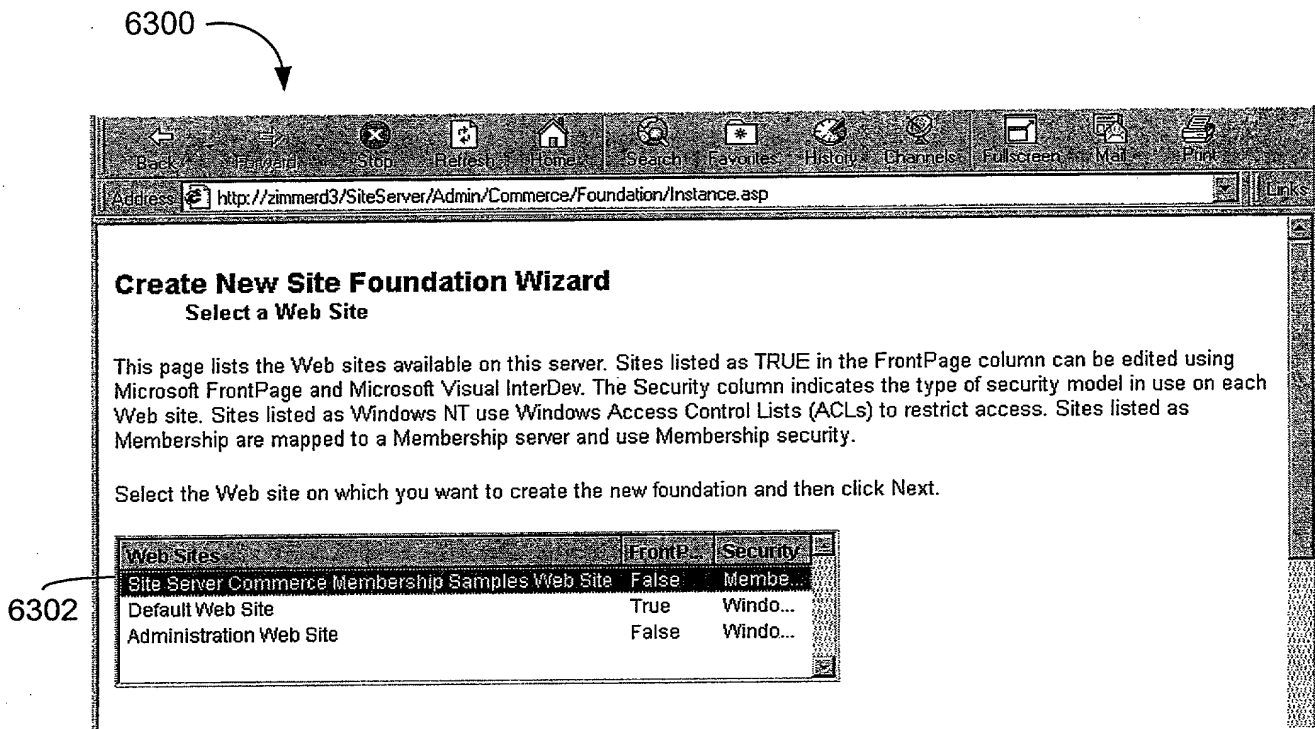 6300
Back Forward Stop Refresh Home Search Favorites History Channels Fullscreen Mail Print
Address http://zimmerd3/SiteServer/Admin/Commerce/Foundation/Instance.asp Links
Create New Site Foundation Wizard
Select a Web Site
This page lists the Web sites available on this server. Sites listed as TRUE in the FrontPage column can be edited using
Microsoft FrontPage and Microsoft Visual InterDev. The Security column indicates the type of security model in use on each
Web site. Sites listed as Windows NT use Windows Access Control Lists (ACLs) to restrict access. Sites listed as
Membership are mapped to a Membership server and use Membership security.
Select the Web site on which you want to create the new foundation and then click Next.
Web Sites FrontP... Security
Site Server Commerce Membership Samples Web Site False Membe...
6302
Default Web Site True Windo...
Administration Web Site False Windo...